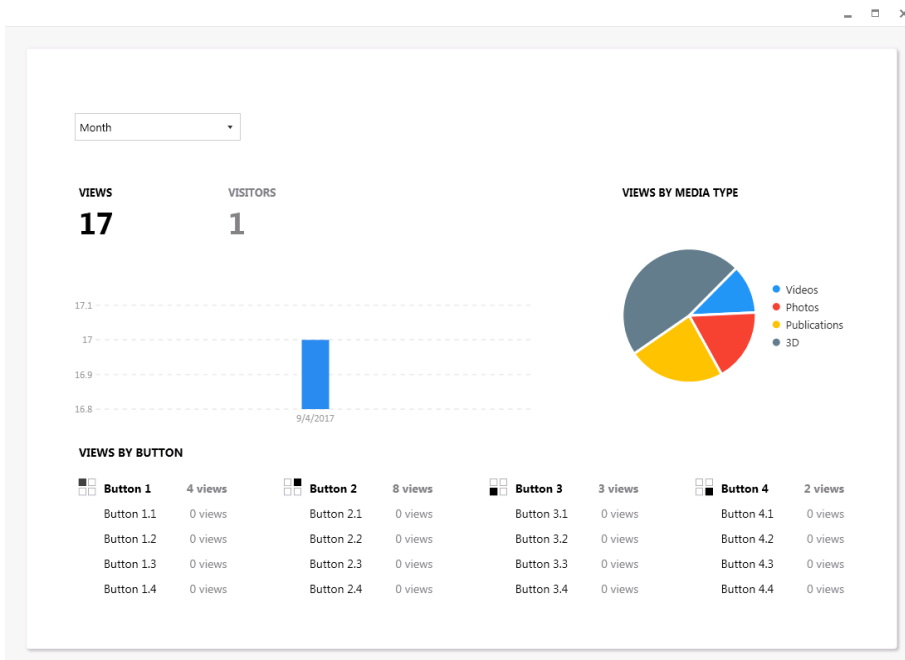 Month
VIEWS VISITORS VIEWS BY MEDIA TYPE
17 1
17.1
17
16.9
16.8
9/4/2017
Videos
Photos
Publications
3D
VIEWS BY BUTTON
Button 1 4 views Button 2 8 views Button 3 3 views Button 4 2 views
Button 1.1 0 views Button 2.1 0 views Button 3.1 0 views Button 4.1 0 views
Button 1.2 0 views Button 2.2 0 views Button 3.2 0 views Button 4.2 0 views
Button 1.3 0 views Button 2.3 0 views Button 3.3 0 views Button 4.3 0 views
Button 1.4 0 views Button 2.4 0 views Button 3.4 0 views Button 4.4 0 views